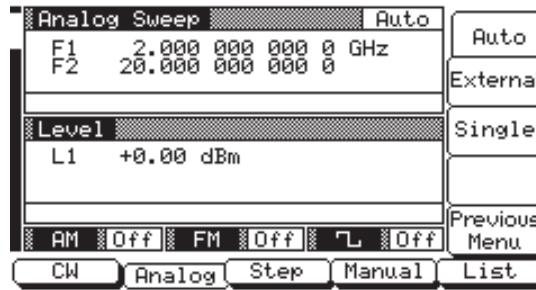 Analog Sweep Auto
F1 2.000 000 000 0 GHz
F2 20.000 000 000 0
Level
L1 +0.00 dBm
AM Off FM Off Off
CW Analog Step Manual List
Auto
Externa
Single
Previous
Menu